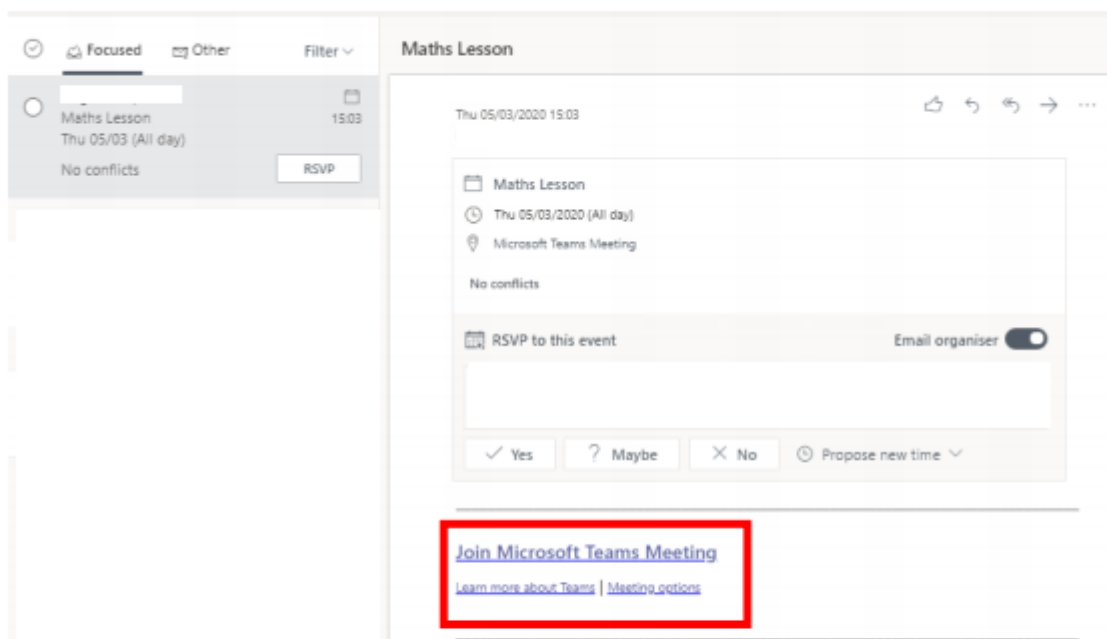 Focused Other Filter
Maths Lesson 15:03
Thu 05/03 (All day)
No conflicts RSVP
Maths Lesson
Thu 05/03/2020 15:03
Maths Lesson
Thu 05/03/2020 (All day)
Microsoft Teams Meeting
No conflicts
RSVP to this event Email organiser
Yes ? Maybe No Propose new time
Join Microsoft Teams Meeting
Learn more about Teams | Meeting options